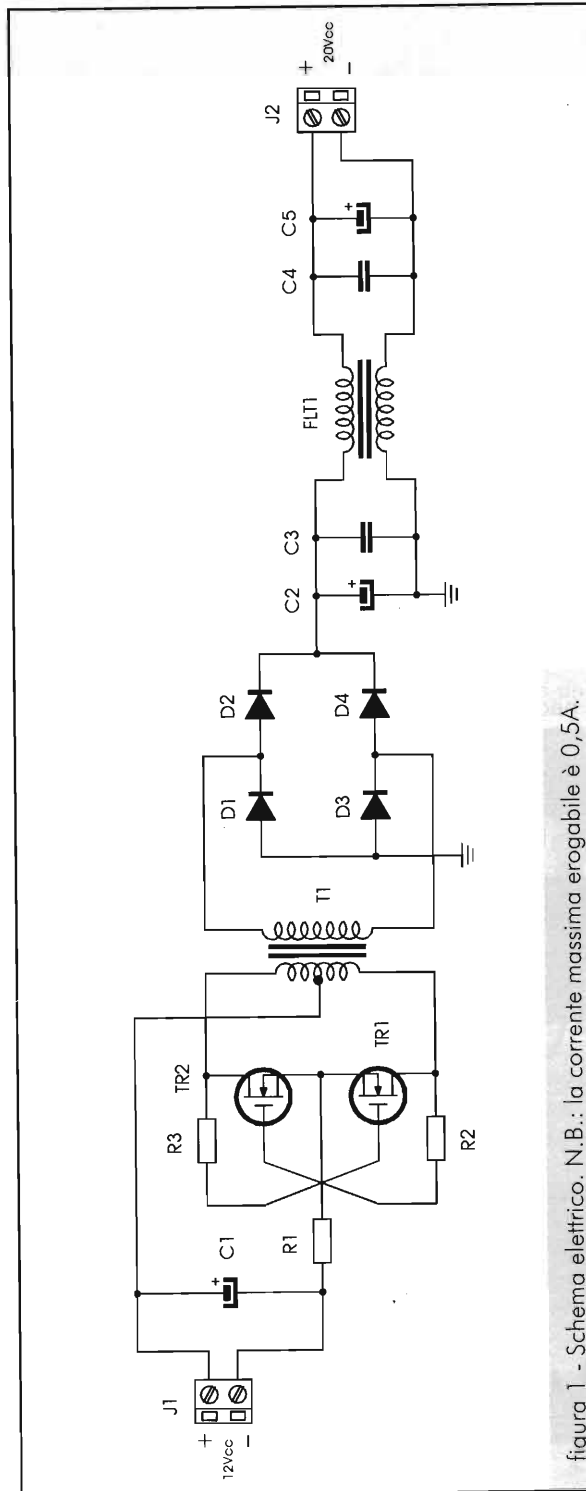 J1
+
12Vcc
−
C1
R1
R3
TR2
TR1
R2
T1
D1
D2
D3
D4
C2
+
C3
FLT1
C4
C5
+
J2
+
20Vcc
−
+
figura 1 - Schema elettrico. N.B.: la corrente massima erogabile è 0,5A.